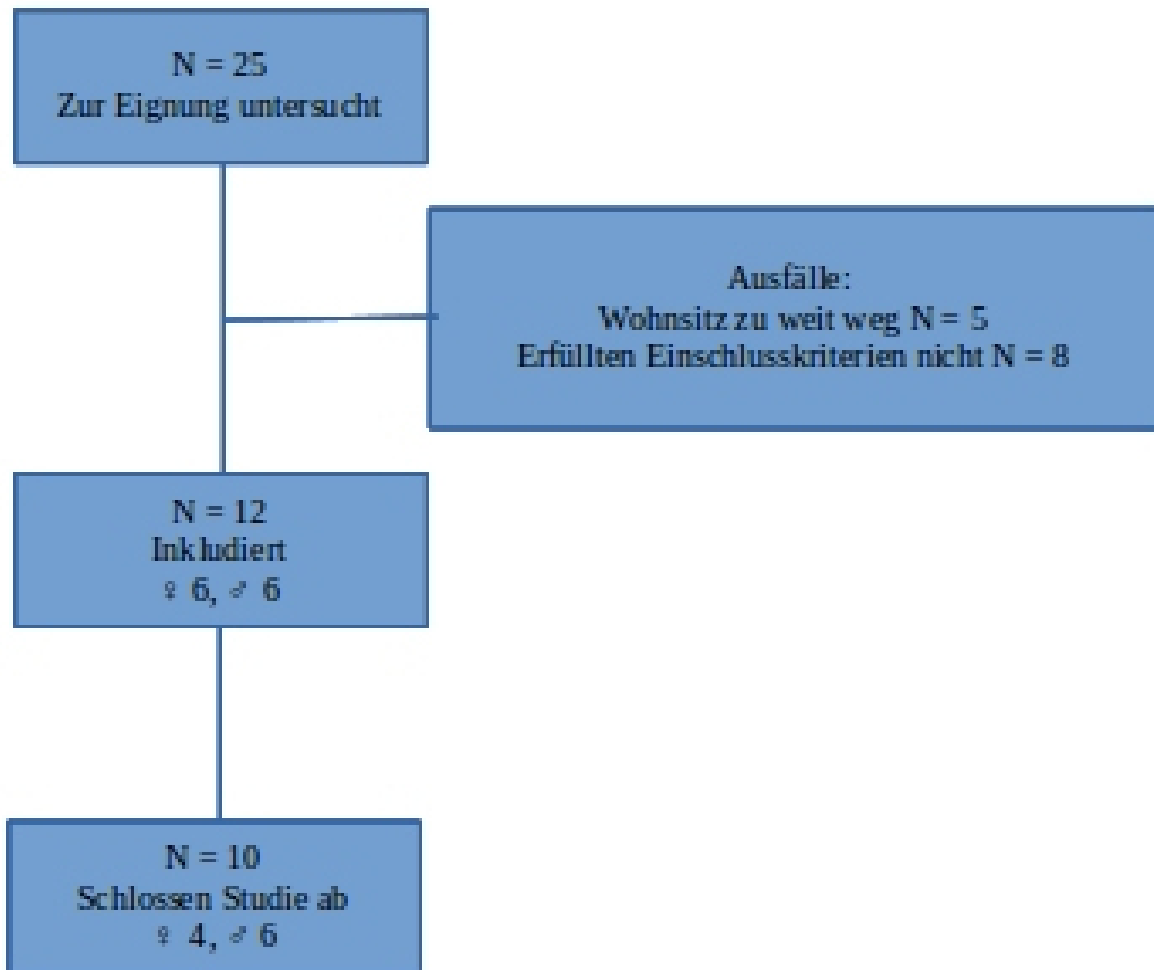 N = 25
Zur Eignung untersucht
Ausfälle:
Wohnsitz zu weit weg N = 5
Erfüllten Einschlusskriterien nicht N = 8
N = 12
Inkludiert
♀ 6, ♂ 6
N = 10
Schlossen Studie ab
♀ 4, ♂ 6